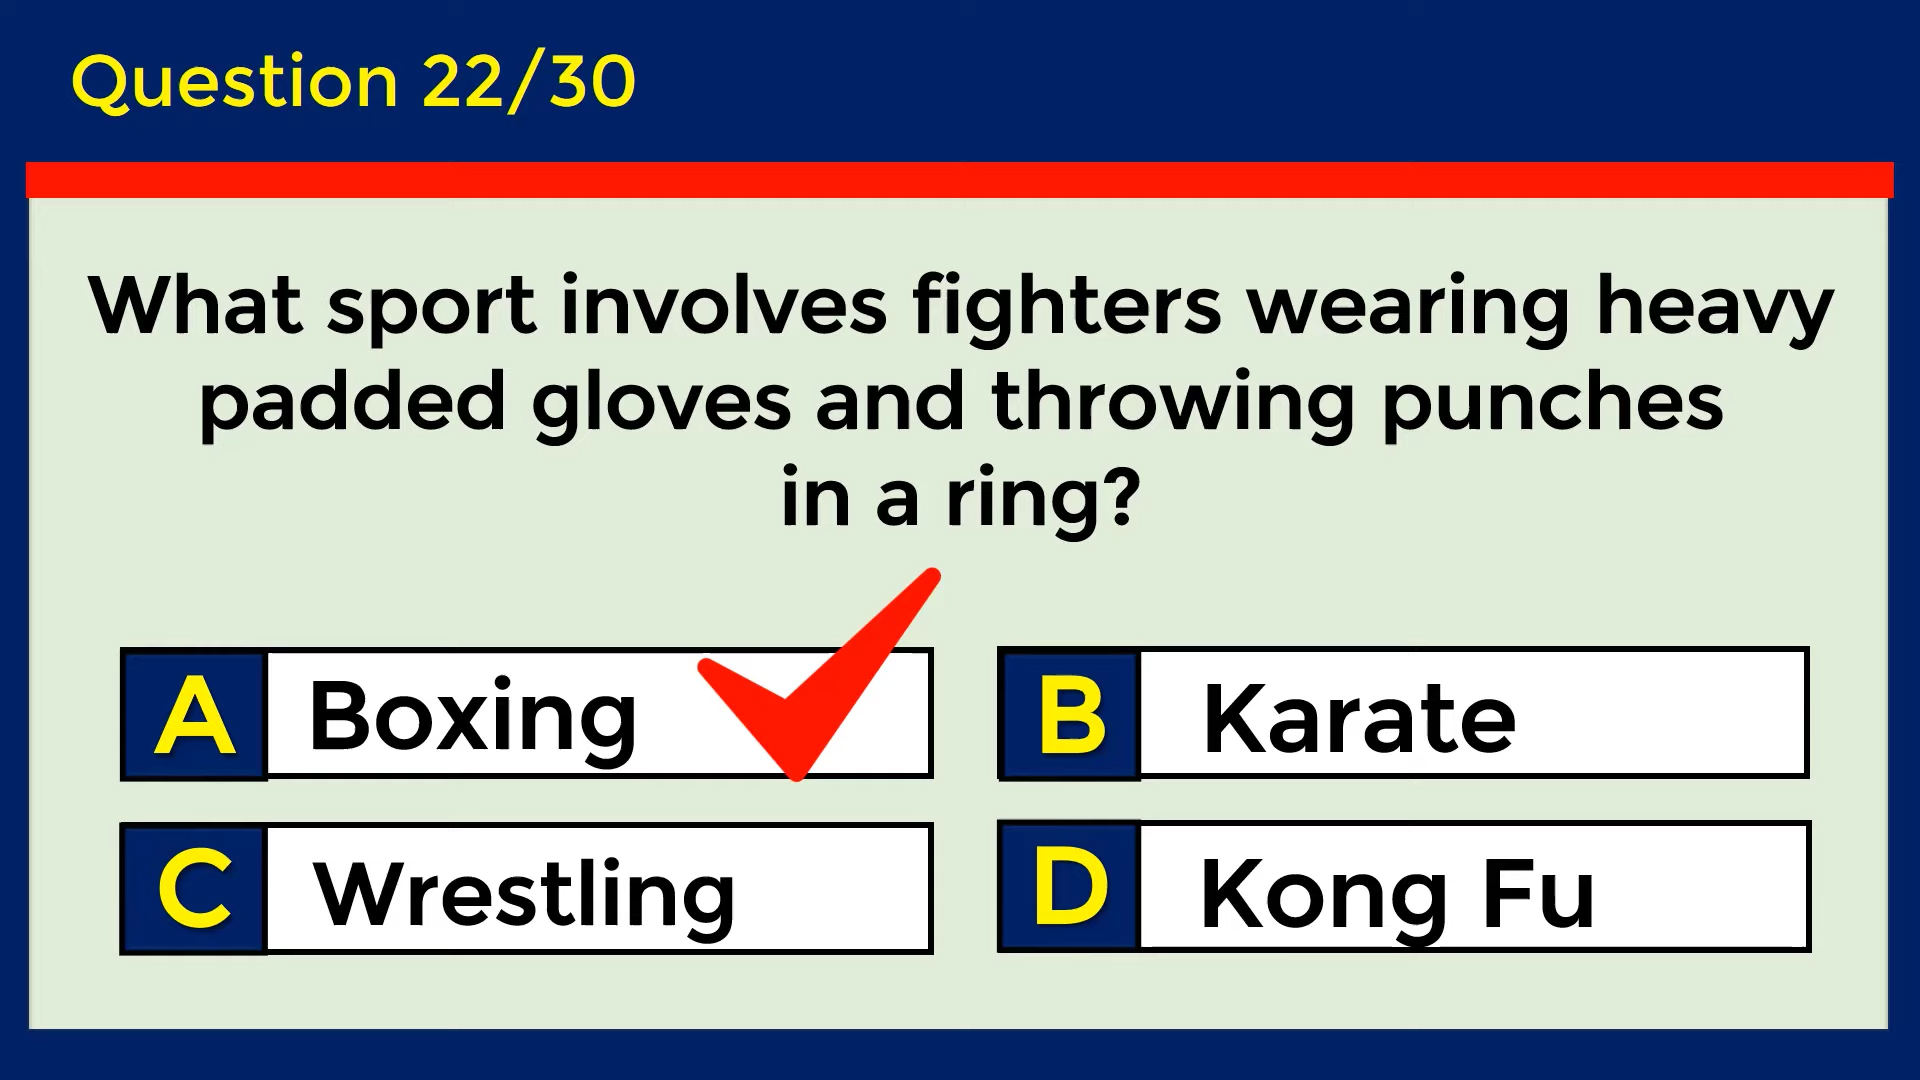 Question 22/30
What sport involves fighters wearing heavy
padded gloves and throwing punches
in a ring?
A Boxing
B Karate
C Wrestling
D Kong Fu